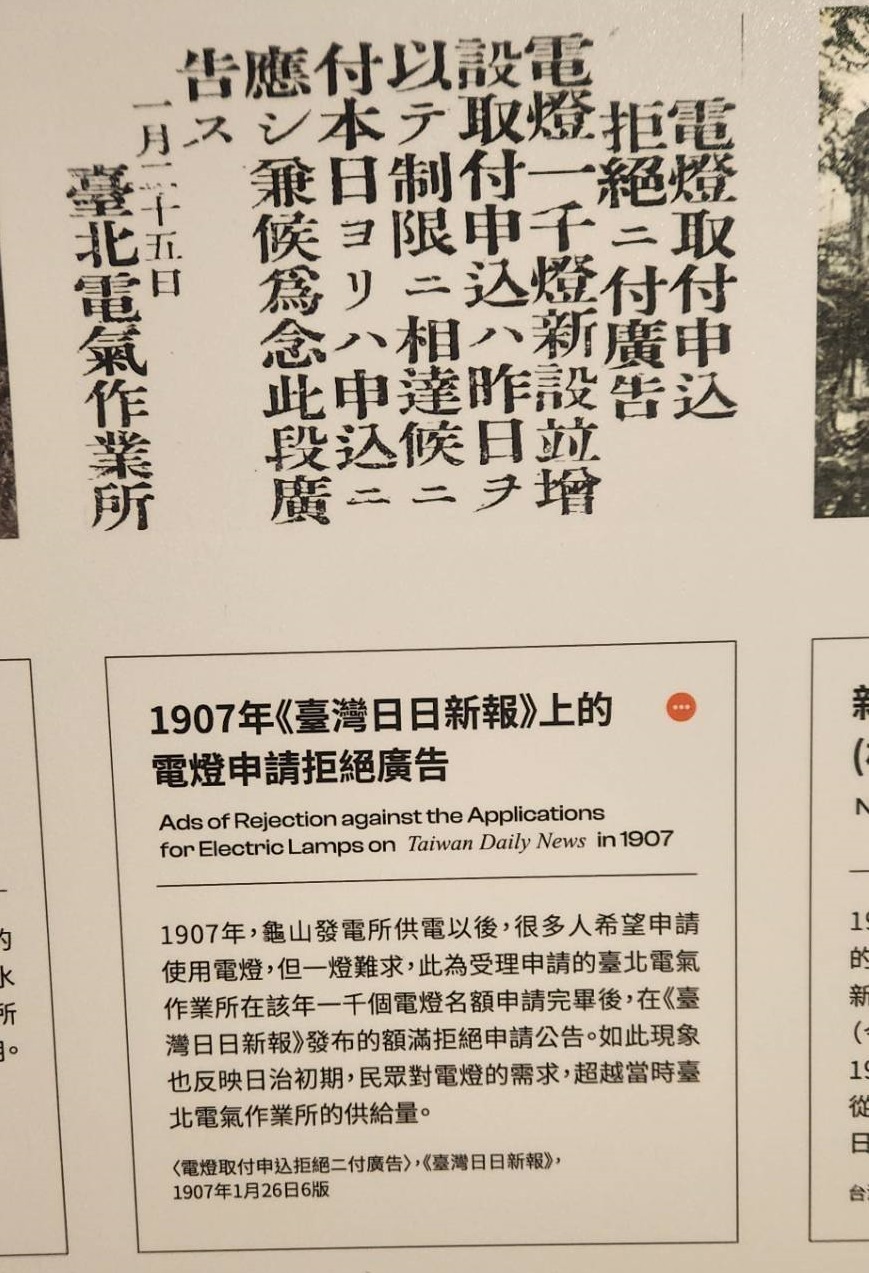 電燈取付申込
拒絕ニ付廣告
電燈一千燈新設並增
設取付申込ハ昨日ヲ
以テ制限ニ相達候ニ
付本日ヨリハ申込ニ
應シ兼候爲念此段廣
告ス
一月二十五日
臺北電氣作業所
1907年《臺灣日日新報》上的
電燈申請拒絕廣告
Ads of Rejection against the Applications
for Electric Lamps on Taiwan Daily News in 1907
1907年，龜山發電所供電以後，很多人希望申請
使用電燈，但一燈難求，此為受理申請的臺北電氣
作業所在該年一千個電燈名額申請完畢後，在《臺
灣日日新報》發布的額滿拒絕申請公告。如此現象
也反映日治初期，民眾對電燈的需求，超越當時臺
北電氣作業所的供給量。
〈電燈取付申込拒絕二付廣告〉，《臺灣日日新報》，
1907年1月26日6版
的
水
所
。
新
(
N
19
的
新
(
19
從
日